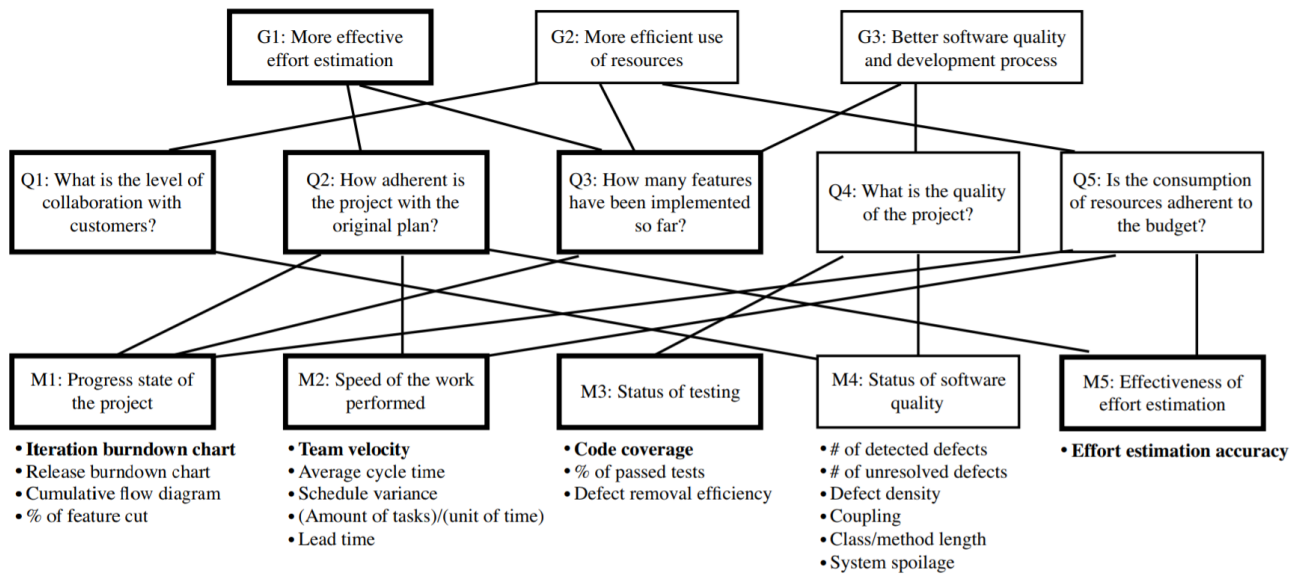 G1: More effective
effort estimation
G2: More efficient use
of resources
G3: Better software quality
and development process
Q1: What is the level of
collaboration with
customers?
Q2: How adherent is
the project with the
original plan?
Q3: How many features
have been implemented
so far?
Q4: What is the quality
of the project?
Q5: Is the consumption
of resources adherent to
the budget?
M1: Progress state of
the project
M2: Speed of the work
performed
M3: Status of testing
M4: Status of software
quality
M5: Effectiveness of
effort estimation
• Iteration burndown chart
• Release burndown chart
• Cumulative flow diagram
• % of feature cut
• Team velocity
• Average cycle time
• Schedule variance
• (Amount of tasks)/(unit of time)
• Lead time
• Code coverage
• % of passed tests
• Defect removal efficiency
• # of detected defects
• # of unresolved defects
• Defect density
• Coupling
• Class/method length
• System spoilage
• Effort estimation accuracy